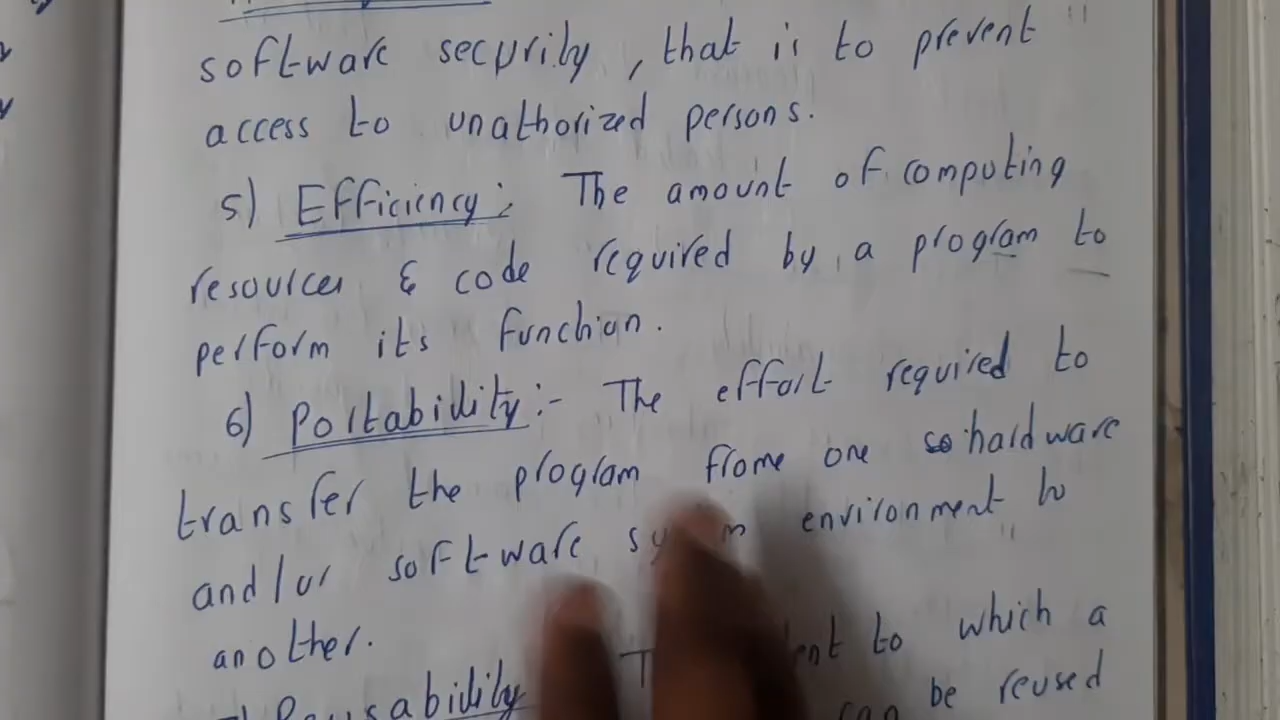 software security, that is to prevent
access to unathorized persons.
5) Efficiency: The amount of computing
resources & code required by a program to
perform its function.
6) Portability:- The effort required to
transfer the program frome one so hardware
and/or software environment to
another.
Reusability to which a
can be reused